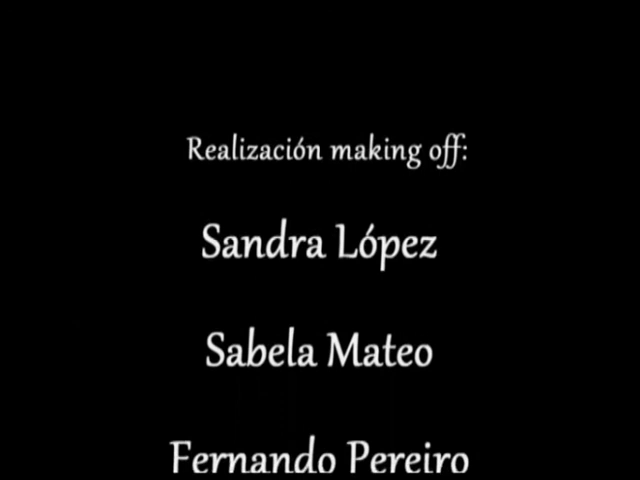 Realización making off:
Sandra López
Sabela Mateo
Fernando Pereiro